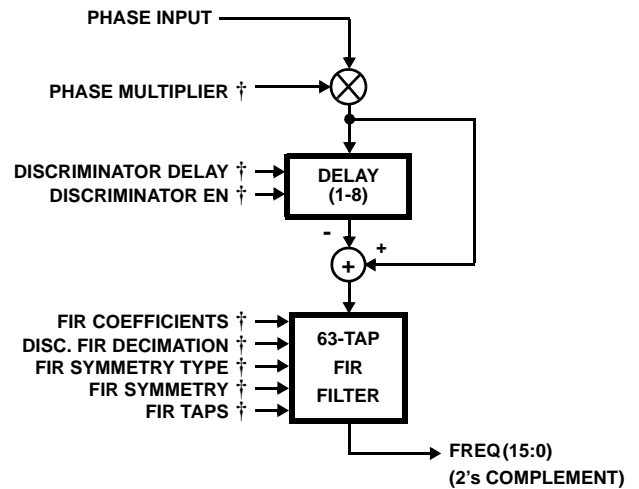 PHASE INPUT
PHASE MULTIPLIER †
DISCRIMINATOR DELAY †
DISCRIMINATOR EN †
DELAY
(1-8)
-
+
+
FIR COEFFICIENTS †
DISC. FIR DECIMATION †
FIR SYMMETRY TYPE †
FIR SYMMETRY †
FIR TAPS †
63-TAP
FIR
FILTER
FREQ(15:0)
(2's COMPLEMENT)